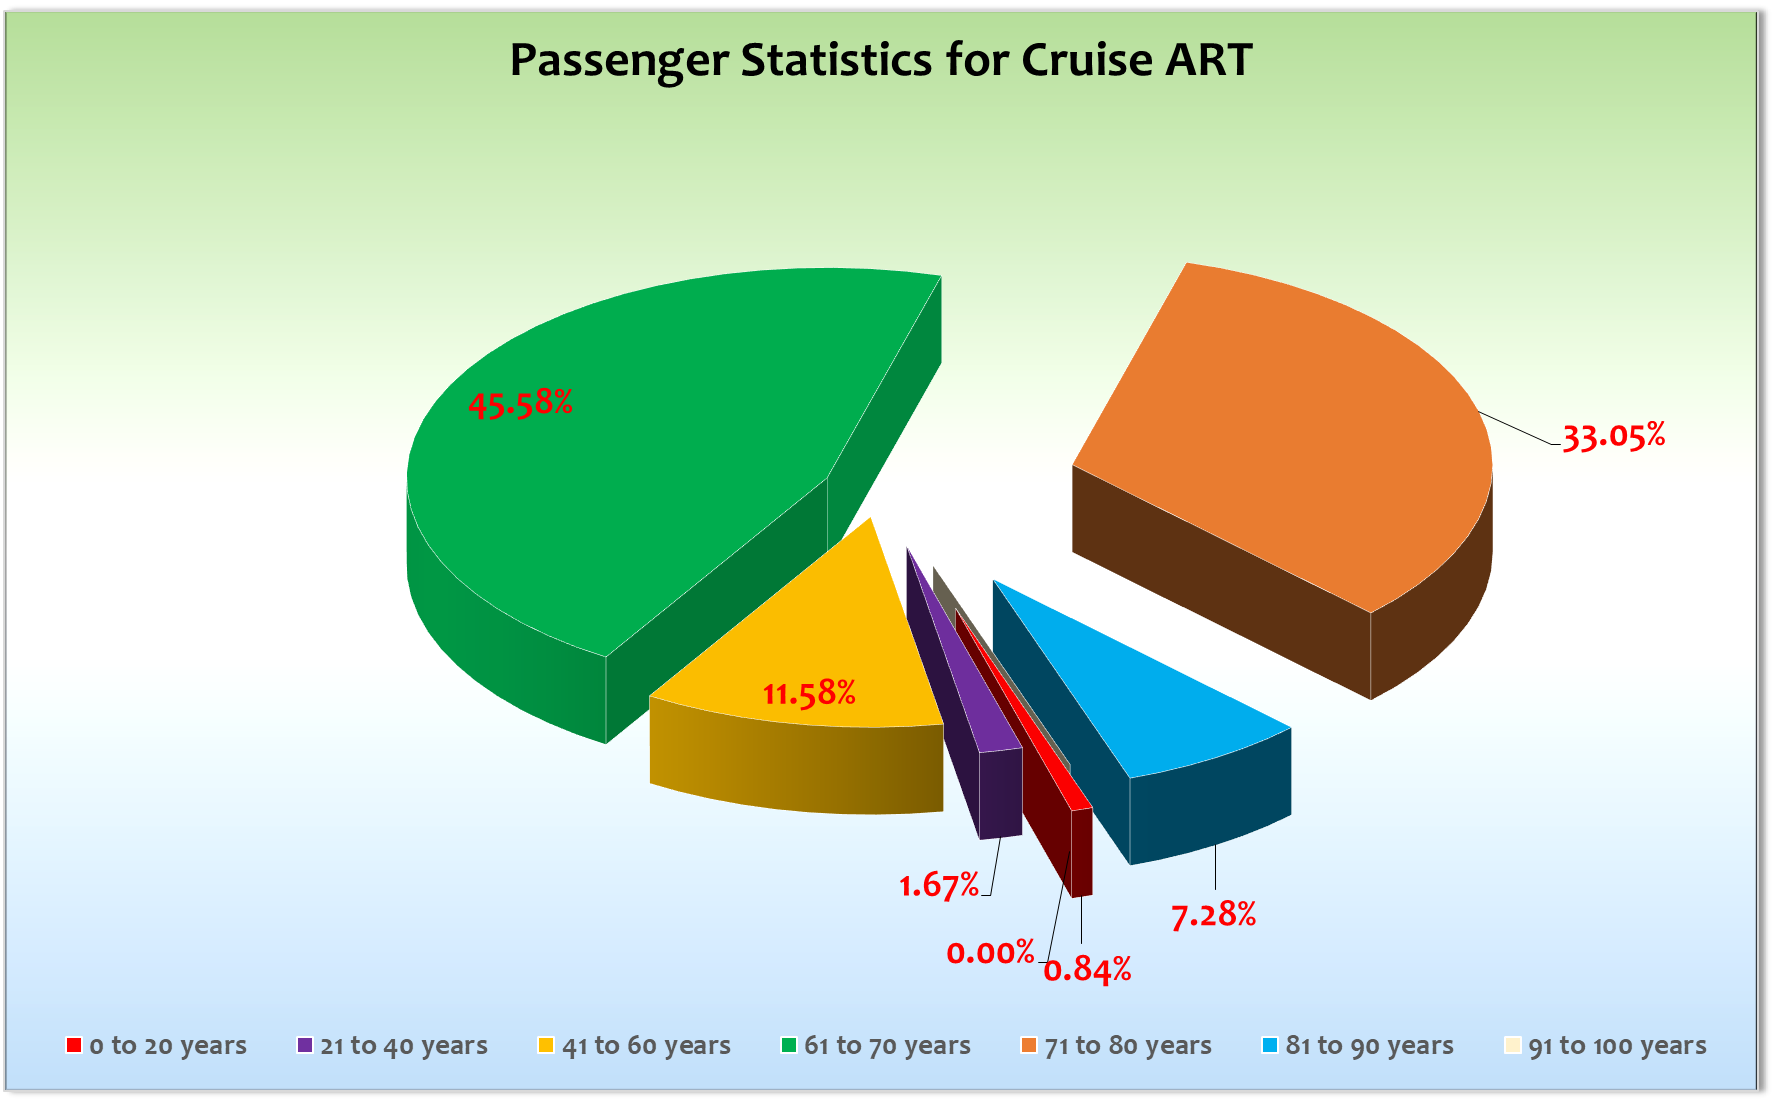 Passenger Statistics for Cruise ART
45.58%
33.05%
11.58%
1.67%
7.28%
0.00%
0.84%
0 to 20 years
21 to 40 years
41 to 60 years
61 to 70 years
71 to 80 years
81 to 90 years
91 to 100 years